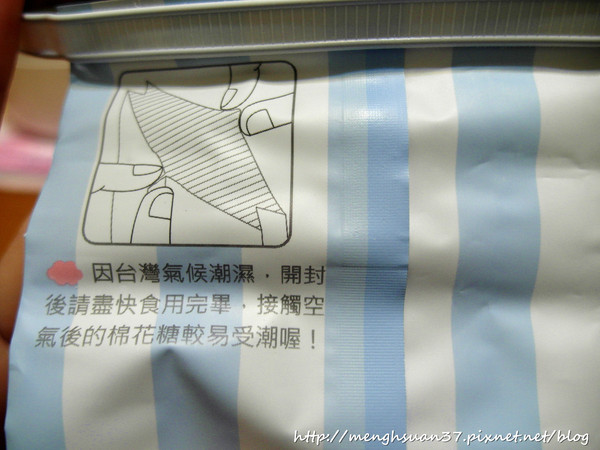 因台灣氣候潮濕，開封
後請盡快食用完畢，接觸空
氣後的棉花糖較易受潮喔！
http://menghsuan37.pixnet.net/blog